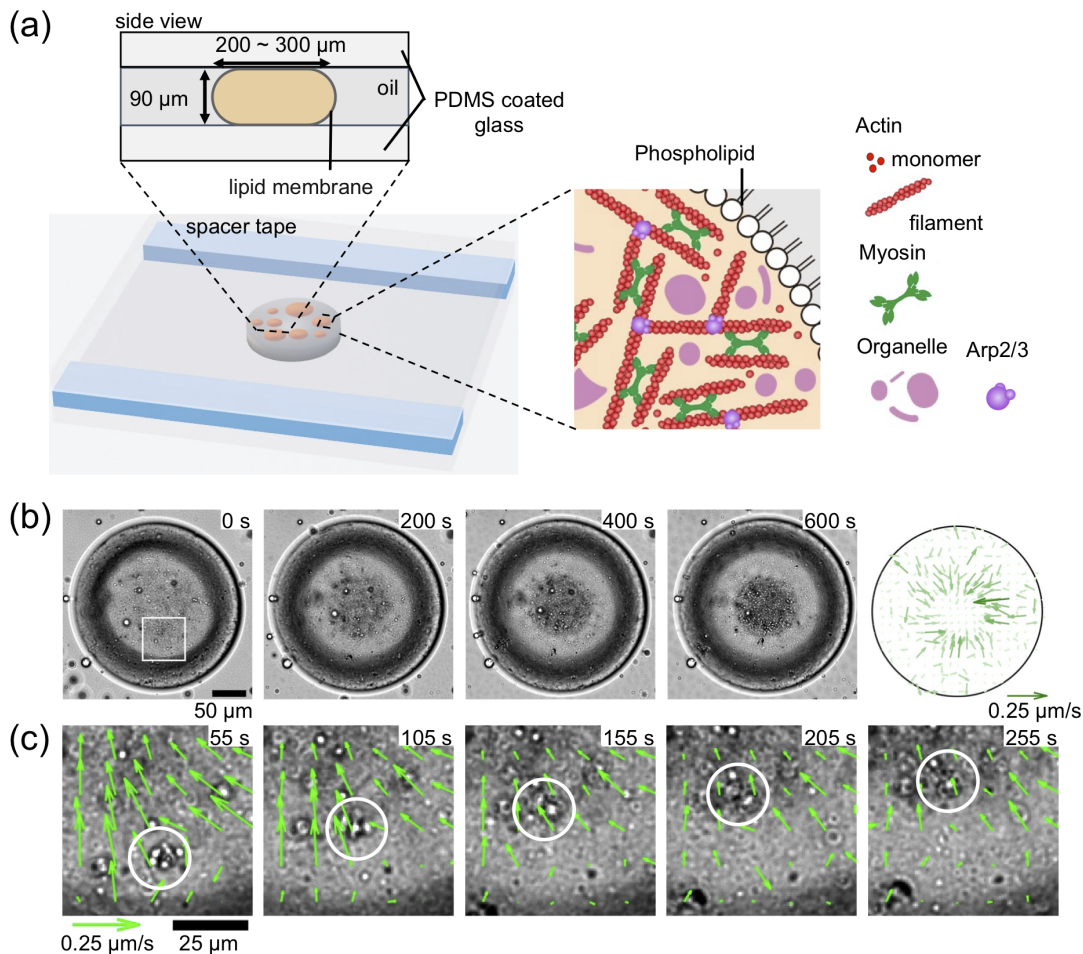 (a)
side view
200 ~ 300 μm
90 μm
oil
PDMS coated
glass
lipid membrane
spacer tape
Phospholipid
Actin
monomer
filament
Myosin
Organelle
Arp2/3
(b)
0 s
200 s
400 s
600 s
50 μm
0.25 μm/s
(c)
55 s
105 s
155 s
205 s
255 s
0.25 μm/s
25 μm